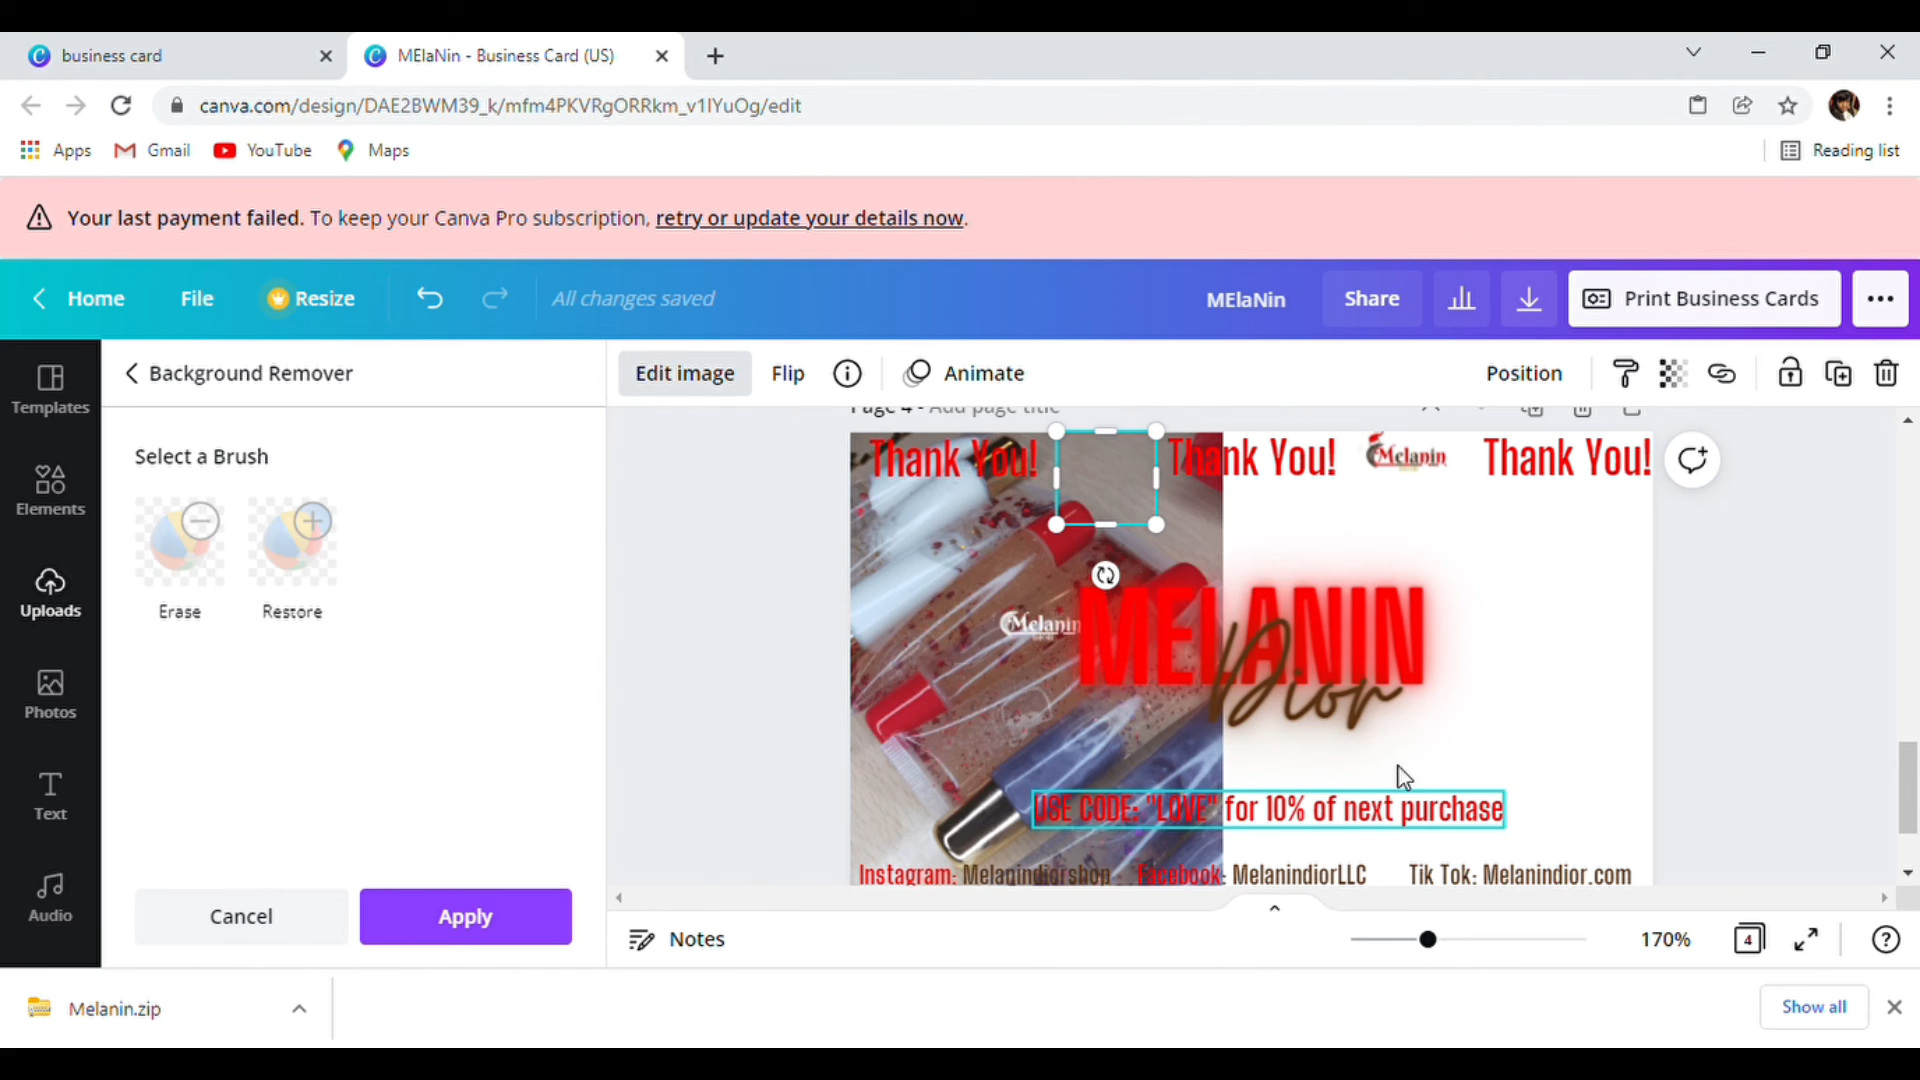 business card
MElaNin - Business Card (US)
canva.com/design/DAE2BWM39_k/mfm4PKVRgORRkm_v1IYuOg/edit
Apps
Gmail
YouTube
Maps
Reading list
Your last payment failed. To keep your Canva Pro subscription, retry or update your details now.
Home
File
Resize
All changes saved
MElaNin
Share
Print Business Cards
Templates
Elements
Uploads
Photos
Text
Audio
Background Remover
Select a Brush
Erase
Restore
Cancel
Apply
Edit image
Flip
Animate
Position
Page 4 - Add page title
Thank You!
Thank You!
Melanin
Thank You!
Melanin
MELANIN
Dior
USE CODE: "LOVE" for 10% of next purchase
Instagram: Melanindiorshop
Facebook: MelanindiorLLC
Tik Tok: Melanindior.com
Notes
170%
4
Melanin.zip
Show all